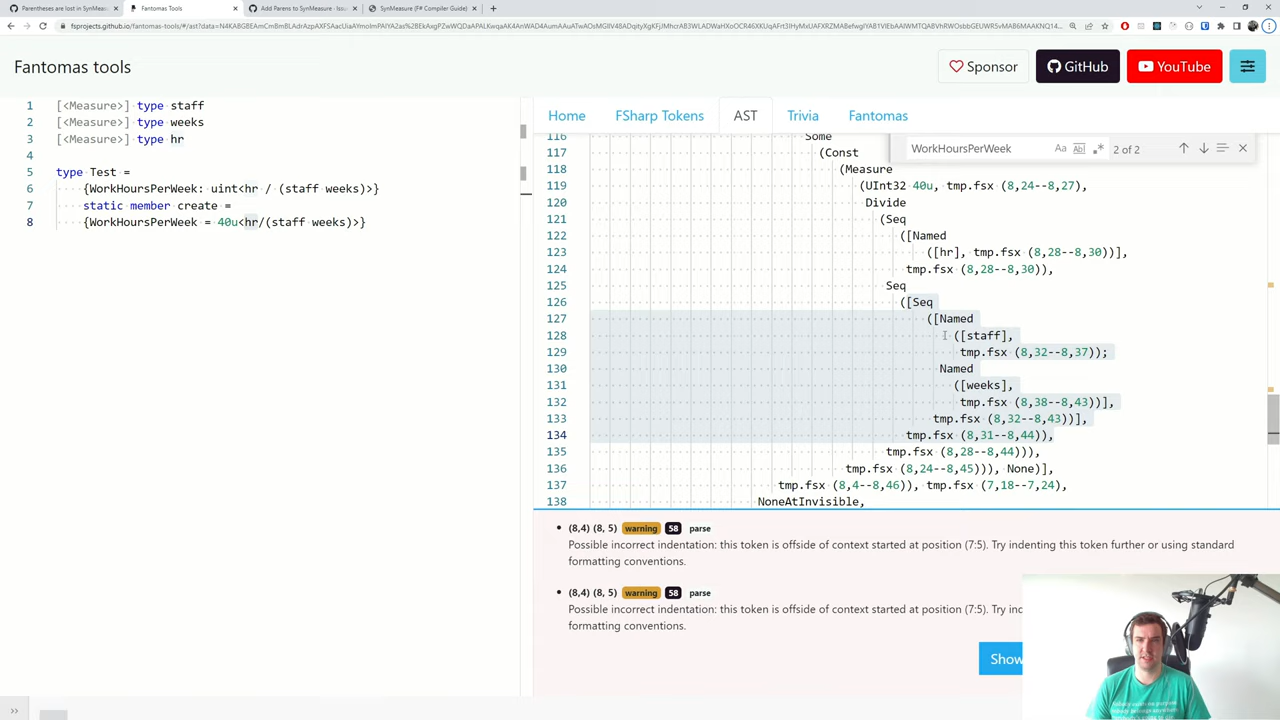 Parentheses are lost in SynMeas
Fantomas Tools
Add Parens to SynMeasure · Issu
SynMeasure (F# Compiler Guide)
Fantomas tools
Sponsor
GitHub
YouTube
1 [<Measure>] type staff
2 [<Measure>] type weeks
3 [<Measure>] type hr
4
5 type Test =
6 {WorkHoursPerWeek: uint<hr / (staff weeks)>}
7 static member create =
8 {WorkHoursPerWeek = 40u<hr/(staff weeks)>}
Home
FSharp Tokens
AST
Trivia
Fantomas
WorkHoursPerWeek
Aa
ab
2 of 2
116 Some
117 (Const
118 (Measure
119 (UInt32 40u, tmp.fsx (8,24--8,27),
120 Divide
121 (Seq
122 ([Named
123 ([hr], tmp.fsx (8,28--8,30))],
124 tmp.fsx (8,28--8,30)),
125 Seq
126 ([Seq
127 ([Named
128 ([staff],
129 tmp.fsx (8,32--8,37));
130 Named
131 ([weeks],
132 tmp.fsx (8,38--8,43))],
133 tmp.fsx (8,32--8,43))],
134 tmp.fsx (8,31--8,44)),
135 tmp.fsx (8,28--8,44))),
136 tmp.fsx (8,24--8,45))), None)],
137 tmp.fsx (8,4--8,46)), tmp.fsx (7,18--7,24),
138 NoneAtInvisible,
(8,4) (8, 5) warning 58 parse
Possible incorrect indentation: this token is offside of context started at position (7:5). Try indenting this token further or using standard
formatting conventions.
(8,4) (8, 5) warning 58 parse
Possible incorrect indentation: this token is offside of context started at position (7:5). Try ind
formatting conventions.
Show